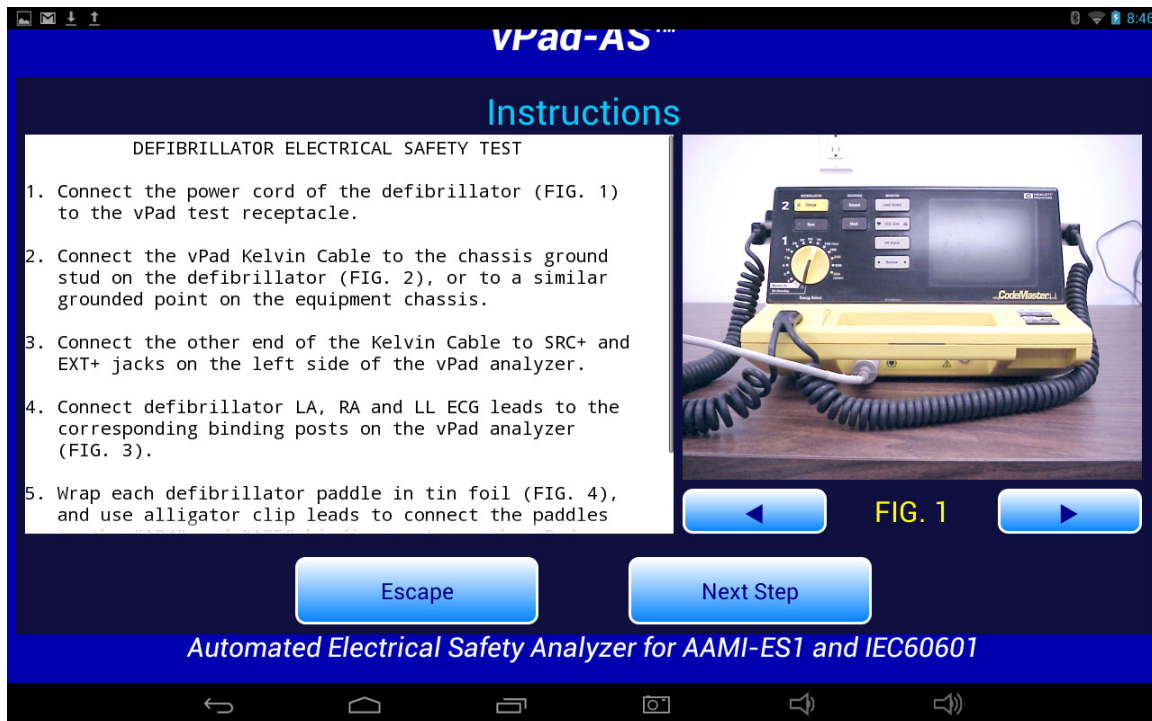 8:46
vPad-AS™
Instructions
DEFIBRILLATOR ELECTRICAL SAFETY TEST
1. Connect the power cord of the defibrillator (FIG. 1)
to the vPad test receptacle.
2. Connect the vPad Kelvin Cable to the chassis ground
stud on the defibrillator (FIG. 2), or to a similar
grounded point on the equipment chassis.
3. Connect the other end of the Kelvin Cable to SRC+ and
EXT+ jacks on the left side of the vPad analyzer.
4. Connect defibrillator LA, RA and LL ECG leads to the
corresponding binding posts on the vPad analyzer
(FIG. 3).
5. Wrap each defibrillator paddle in tin foil (FIG. 4),
and use alligator clip leads to connect the paddles
2
Charge
1
CodeMaster
FIG. 1
Escape
Next Step
Automated Electrical Safety Analyzer for AAMI-ES1 and IEC60601